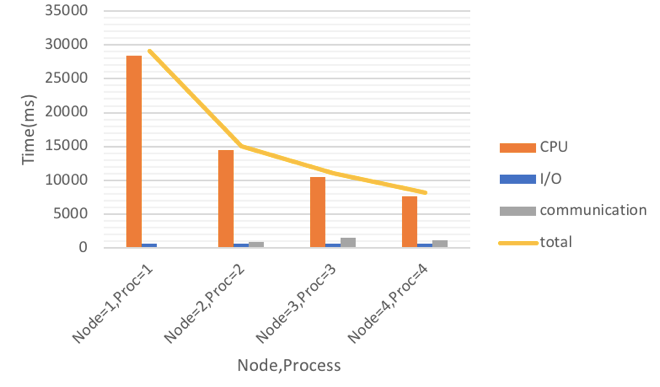 35000
30000
25000
20000
15000
10000
5000
0
Time(ms)
Node=1,Proc=1
Node=2,Proc=2
Node=3,Proc=3
Node=4,Proc=4
Node,Process
CPU
I/O
communication
total